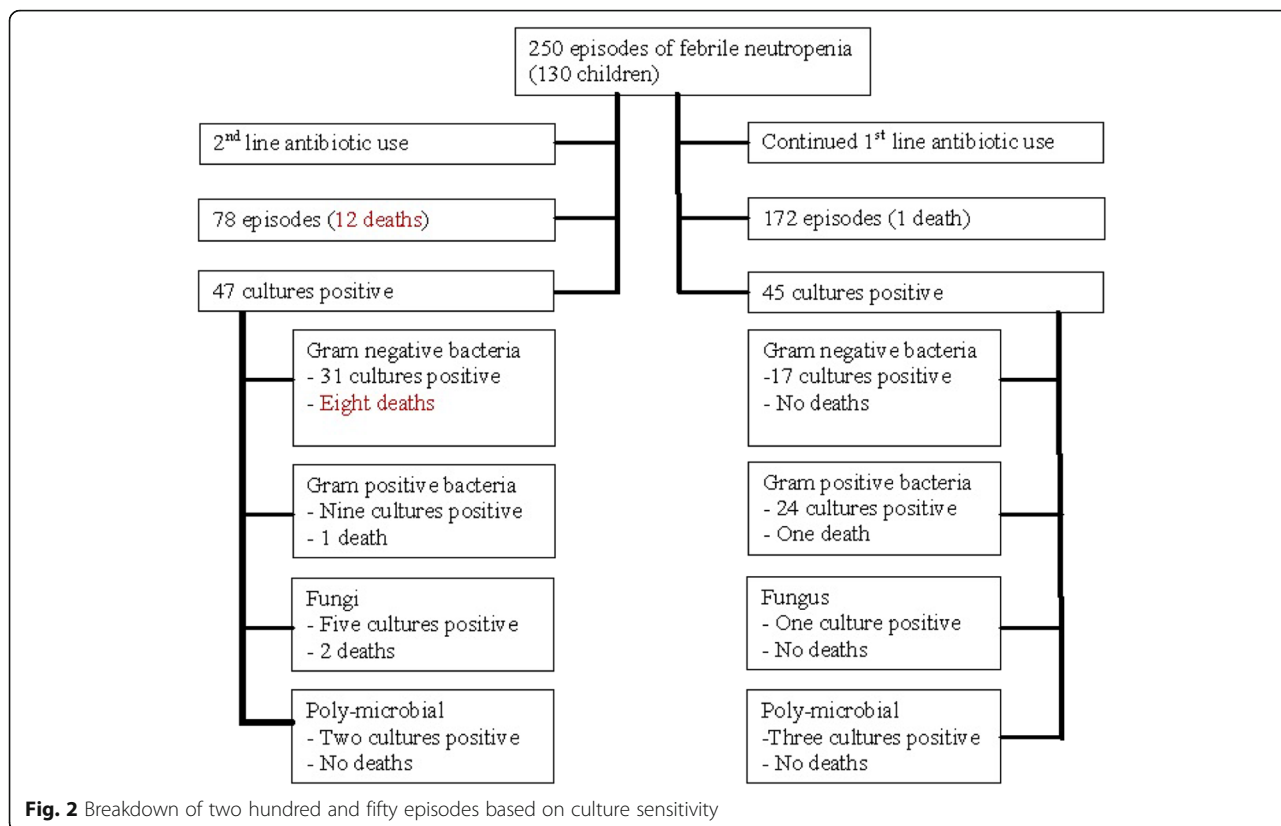 250 episodes of febrile neutropenia
(130 children)
2nd line antibiotic use
78 episodes (12 deaths)
47 cultures positive
Gram negative bacteria
- 31 cultures positive
- Eight deaths
Gram positive bacteria
- Nine cultures positive
- 1 death
Fungi
- Five cultures positive
- 2 deaths
Poly-microbial
- Two cultures positive
- No deaths
Continued 1st line antibiotic use
172 episodes (1 death)
45 cultures positive
Gram negative bacteria
-17 cultures positive
- No deaths
Gram positive bacteria
- 24 cultures positive
- One death
Fungus
- One culture positive
- No deaths
Poly-microbial
-Three cultures positive
- No deaths
Fig. 2 Breakdown of two hundred and fifty episodes based on culture sensitivity